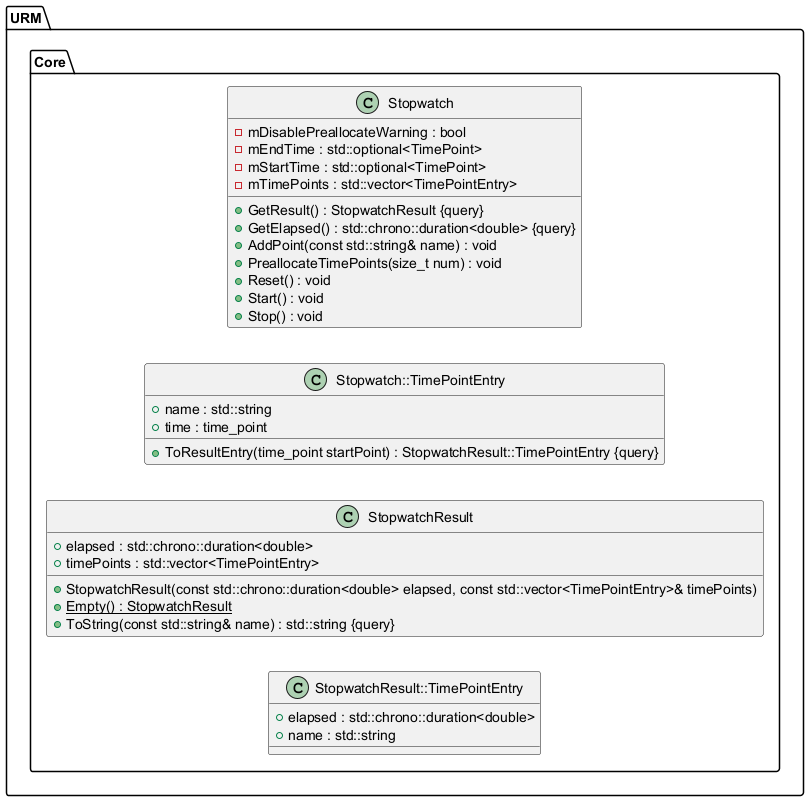 URM
Core
C Stopwatch
mDisablePreallocateWarning : bool
mEndTime : std::optional<TimePoint>
mStartTime : std::optional<TimePoint>
mTimePoints : std::vector<TimePointEntry>
GetResult() : StopwatchResult {query}
GetElapsed() : std::chrono::duration<double> {query}
AddPoint(const std::string& name) : void
PreallocateTimePoints(size_t num) : void
Reset() : void
Start() : void
Stop() : void
C Stopwatch::TimePointEntry
name : std::string
time : time_point
ToResultEntry(time_point startPoint) : StopwatchResult::TimePointEntry {query}
C StopwatchResult
elapsed : std::chrono::duration<double>
timePoints : std::vector<TimePointEntry>
StopwatchResult(const std::chrono::duration<double> elapsed, const std::vector<TimePointEntry>& timePoints)
Empty() : StopwatchResult
ToString(const std::string& name) : std::string {query}
C StopwatchResult::TimePointEntry
elapsed : std::chrono::duration<double>
name : std::string